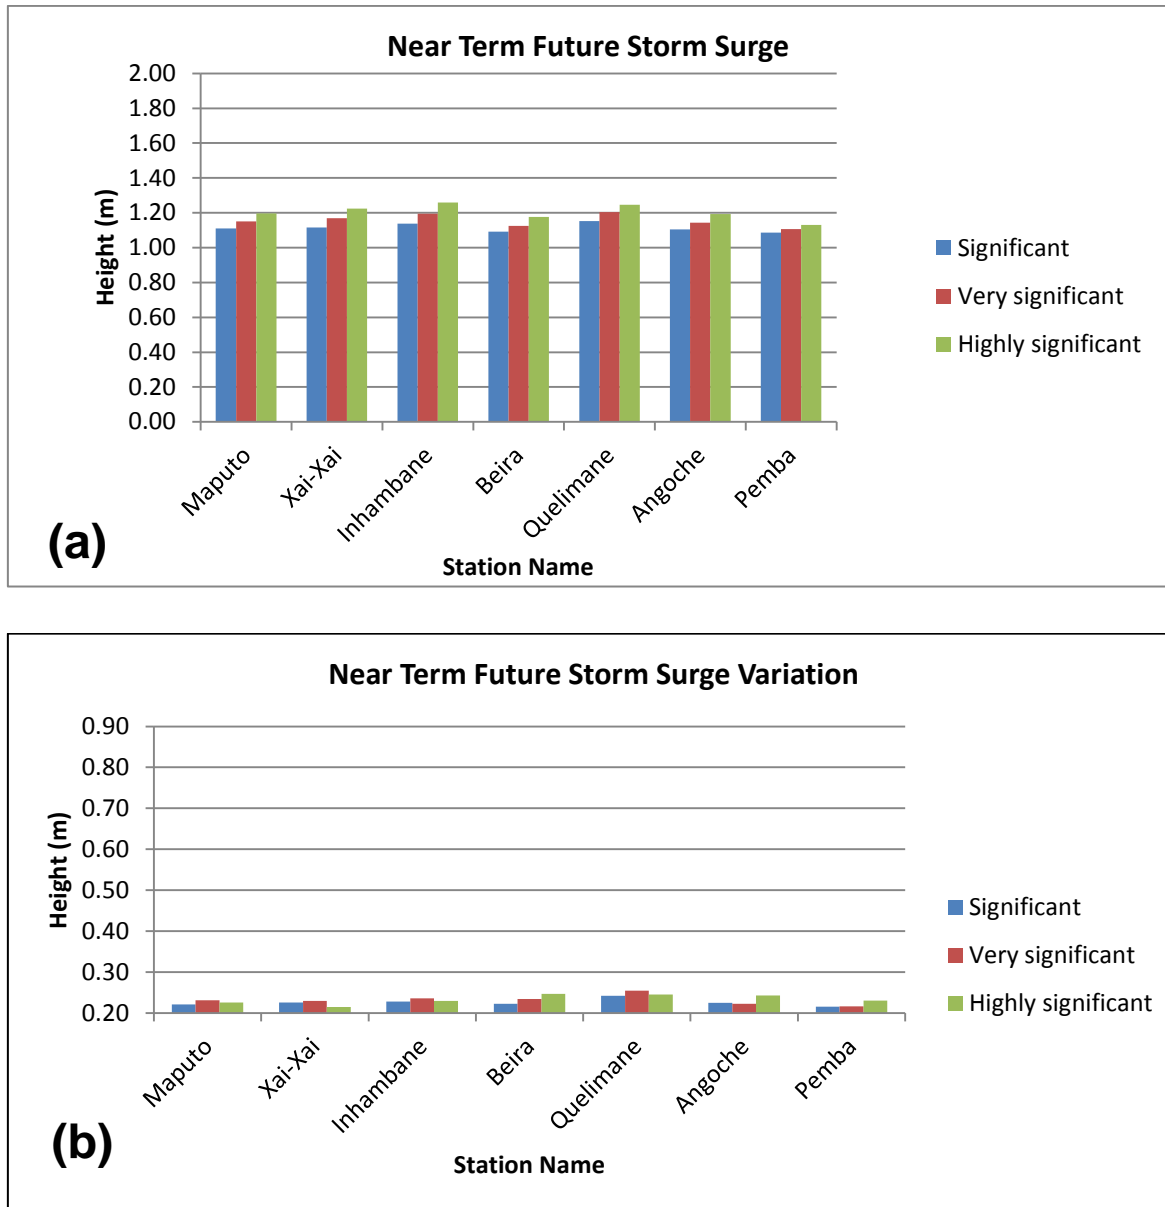 Near Term Future Storm Surge
2.00
1.80
1.60
1.40
1.20
1.00
0.80
0.60
0.40
0.20
0.00
Height (m)
Significant
Very significant
Highly significant
Maputo
Xai-Xai
Inhambane
Beira
Quelimane
Angoche
Pemba
(a)
Station Name
Near Term Future Storm Surge Variation
0.90
0.80
0.70
0.60
0.50
0.40
0.30
0.20
Height (m)
Significant
Very significant
Highly significant
Maputo
Xai-Xai
Inhambane
Beira
Quelimane
Angoche
Pemba
(b)
Station Name